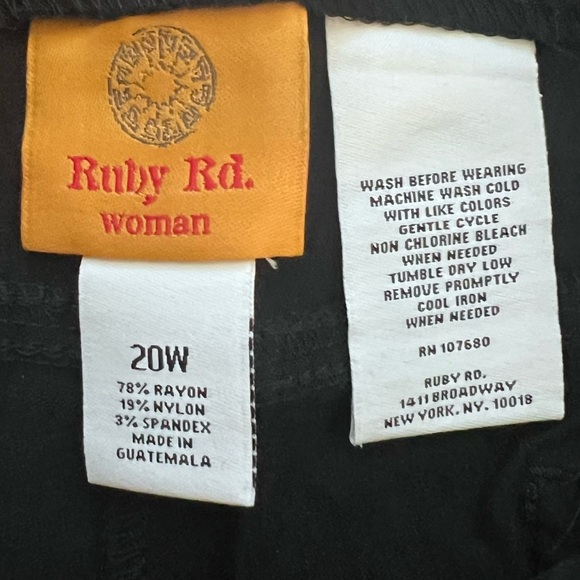 Ruby Rd.
woman
20W
78% RAYON
19% NYLON
3% SPANDEX
MADE IN
GUATEMALA
WASH BEFORE WEARING
MACHINE WASH COLD
WITH LIKE COLORS
GENTLE CYCLE
NON CHLORINE BLEACH
WHEN NEEDED
TUMBLE DRY LOW
REMOVE PROMPTLY
COOL IRON
WHEN NEEDED
RN 107680
RUBY RD.
1411 BROADWAY
NEW YORK. NY. 10018